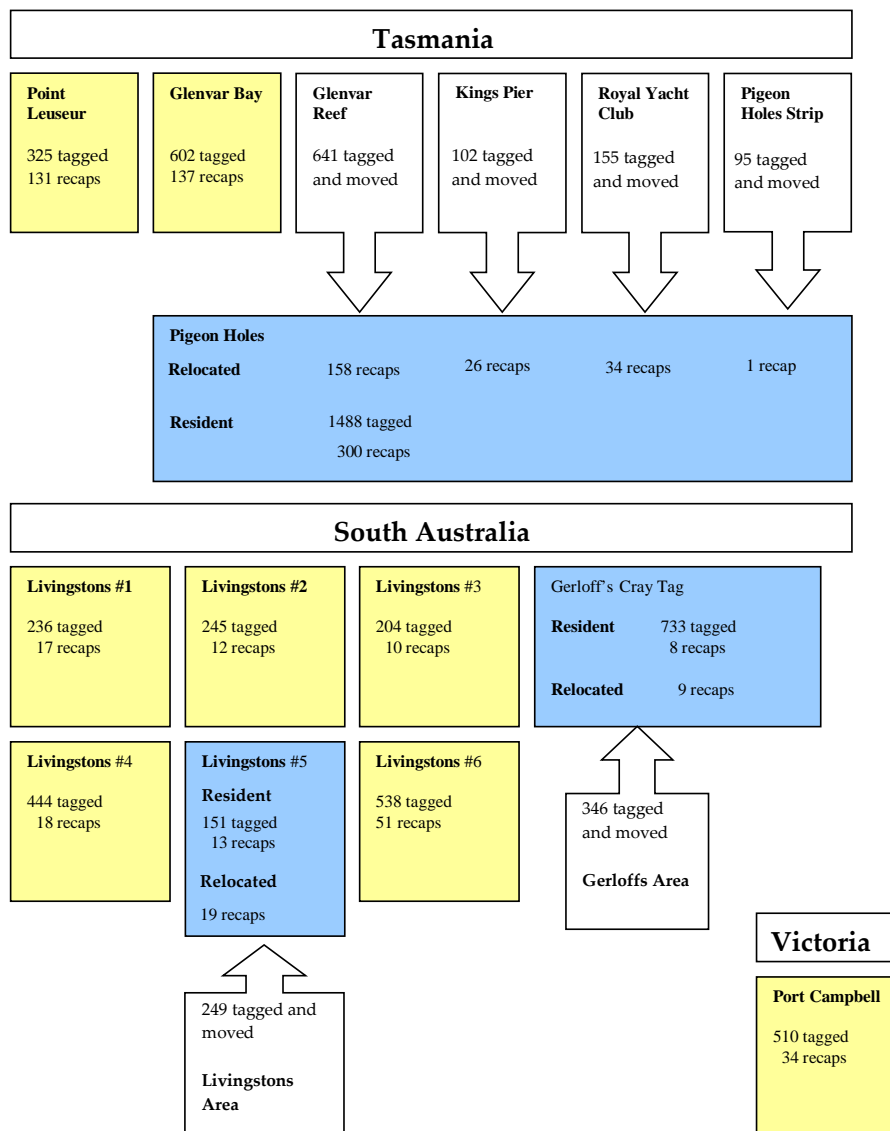 Tasmania
Point
Leuseur
325 tagged
131 recaps
Glenvar Bay
602 tagged
137 recaps
Glenvar
Reef
641 tagged
and moved
Kings Pier
102 tagged
and moved
Royal Yacht
Club
155 tagged
and moved
Pigeon
Holes Strip
95 tagged
and moved
Pigeon Holes
Relocated 158 recaps 26 recaps 34 recaps 1 recap
Resident 1488 tagged
300 recaps
South Australia
Livingstons #1
236 tagged
17 recaps
Livingstons #2
245 tagged
12 recaps
Livingstons #3
204 tagged
10 recaps
Gerloff's Cray Tag
Resident 733 tagged
8 recaps
Relocated 9 recaps
Livingstons #4
444 tagged
18 recaps
Livingstons #5
Resident
151 tagged
13 recaps
Relocated
19 recaps
Livingstons #6
538 tagged
51 recaps
346 tagged
and moved
Gerloffs Area
249 tagged and
moved
Livingstons
Area
Victoria
Port Campbell
510 tagged
34 recaps